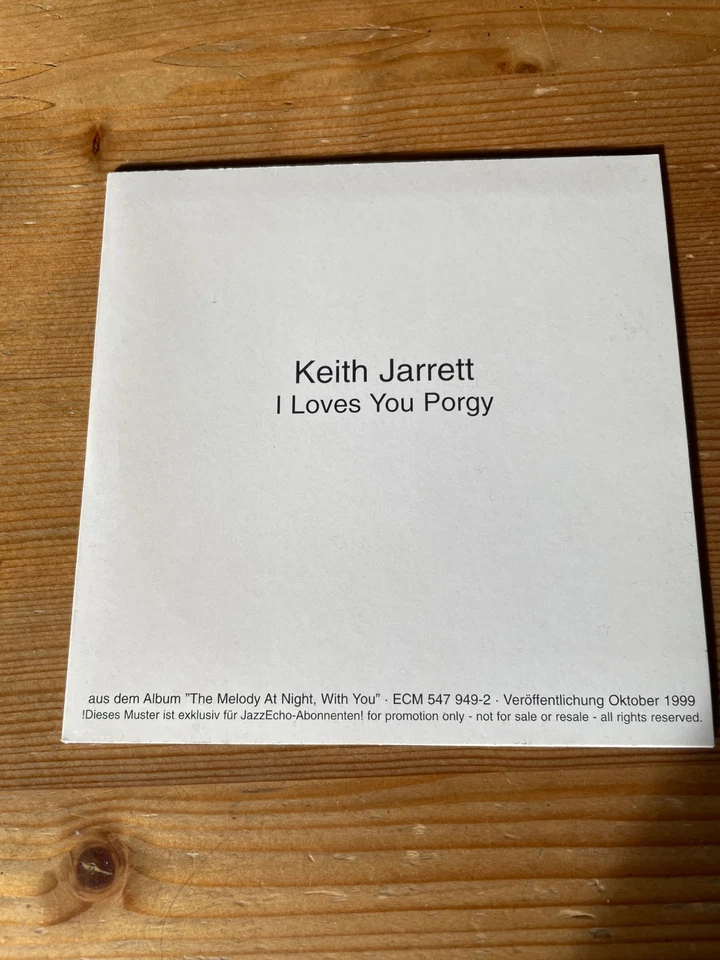 Keith Jarrett
I Loves You Porgy
aus dem Album "The Melody At Night, With You" · ECM 547 949-2 · Veröffentlichung Oktober 1999
!Dieses Muster ist exklusiv für JazzEcho-Abonnenten! for promotion only - not for sale or resale - all rights reserved.